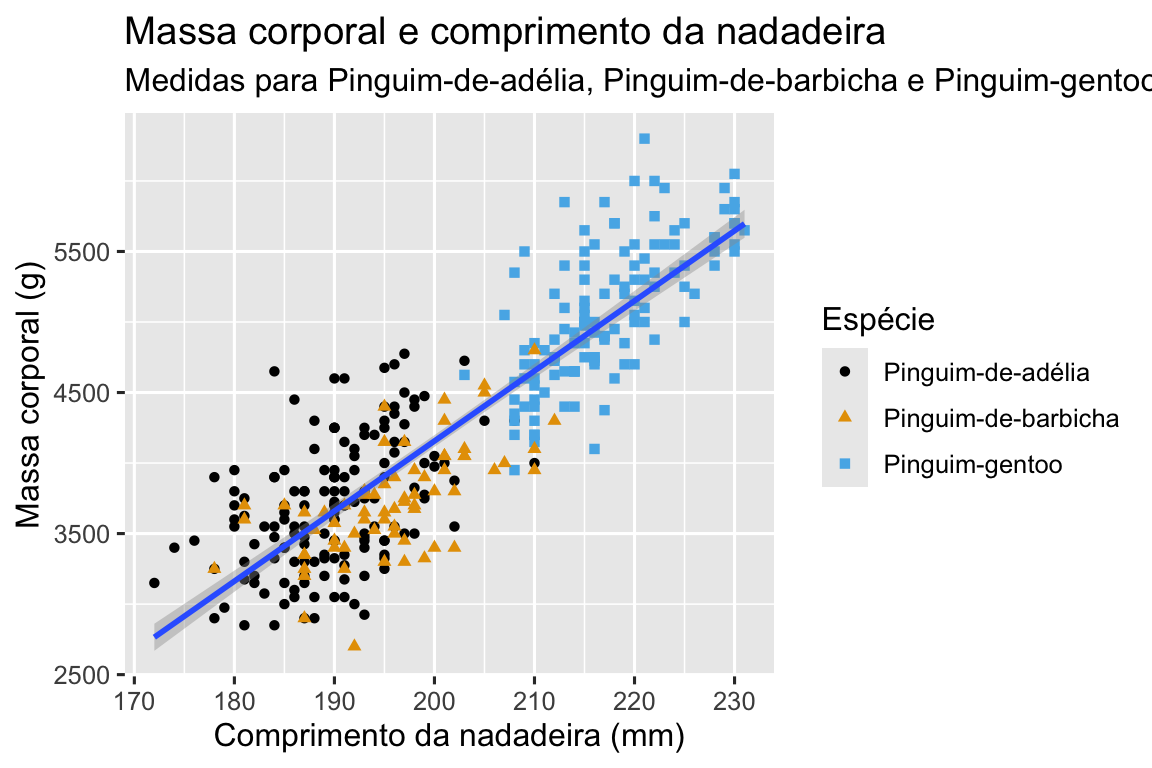 Massa corporal e comprimento da nadadeira
Medidas para Pinguim-de-adélia, Pinguim-de-barbicha e Pinguim-gentoo
Massa corporal (g)
5500
4500
3500
2500
170 180 190 200 210 220 230
Comprimento da nadadeira (mm)
Espécie
Pinguim-de-adélia
Pinguim-de-barbicha
Pinguim-gentoo